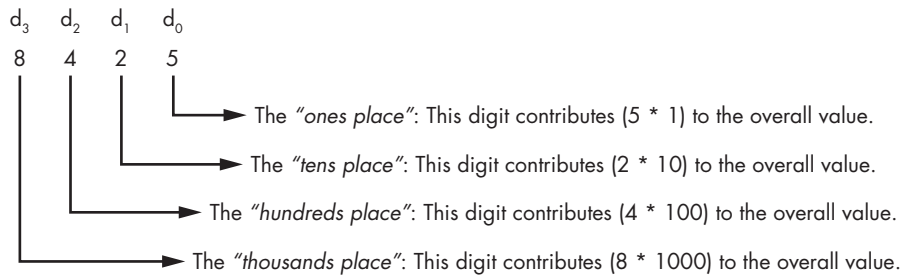 d₃ d₂ d₁ d₀
8 4 2 5
The “ones place”: This digit contributes (5 * 1) to the overall value.
The “tens place”: This digit contributes (2 * 10) to the overall value.
The “hundreds place”: This digit contributes (4 * 100) to the overall value.
The “thousands place”: This digit contributes (8 * 1000) to the overall value.